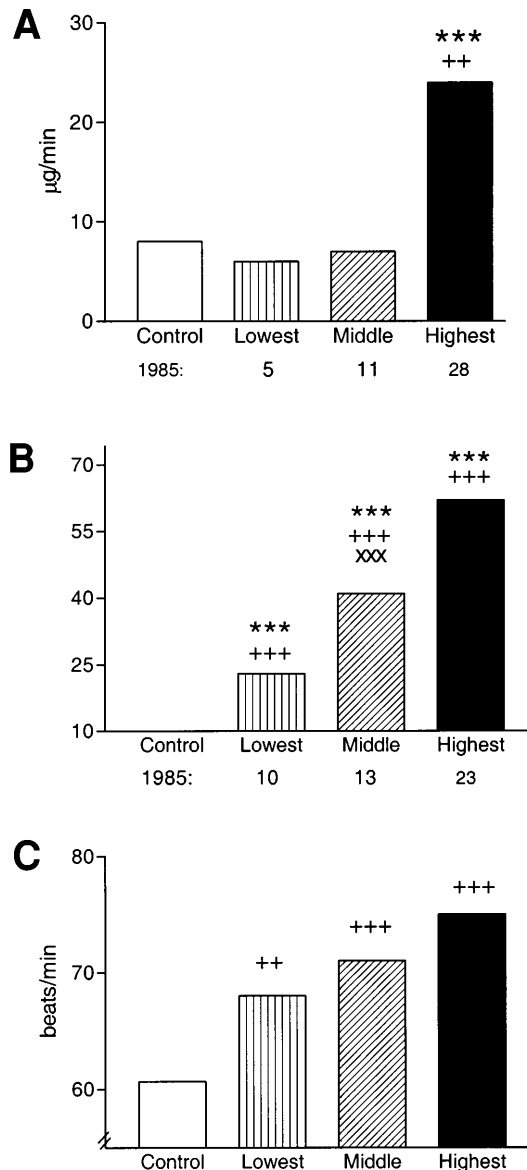 A
30
***
++
20
µg/min
10
0
Control Lowest Middle Highest
1985: 5 11 28
B
70
***
+++
55
***
+++
XXX
40
***
+++
25
10
Control Lowest Middle Highest
1985: 10 13 23
C
80
+++
+++
++
70
beats/min
60
Control Lowest Middle Highest